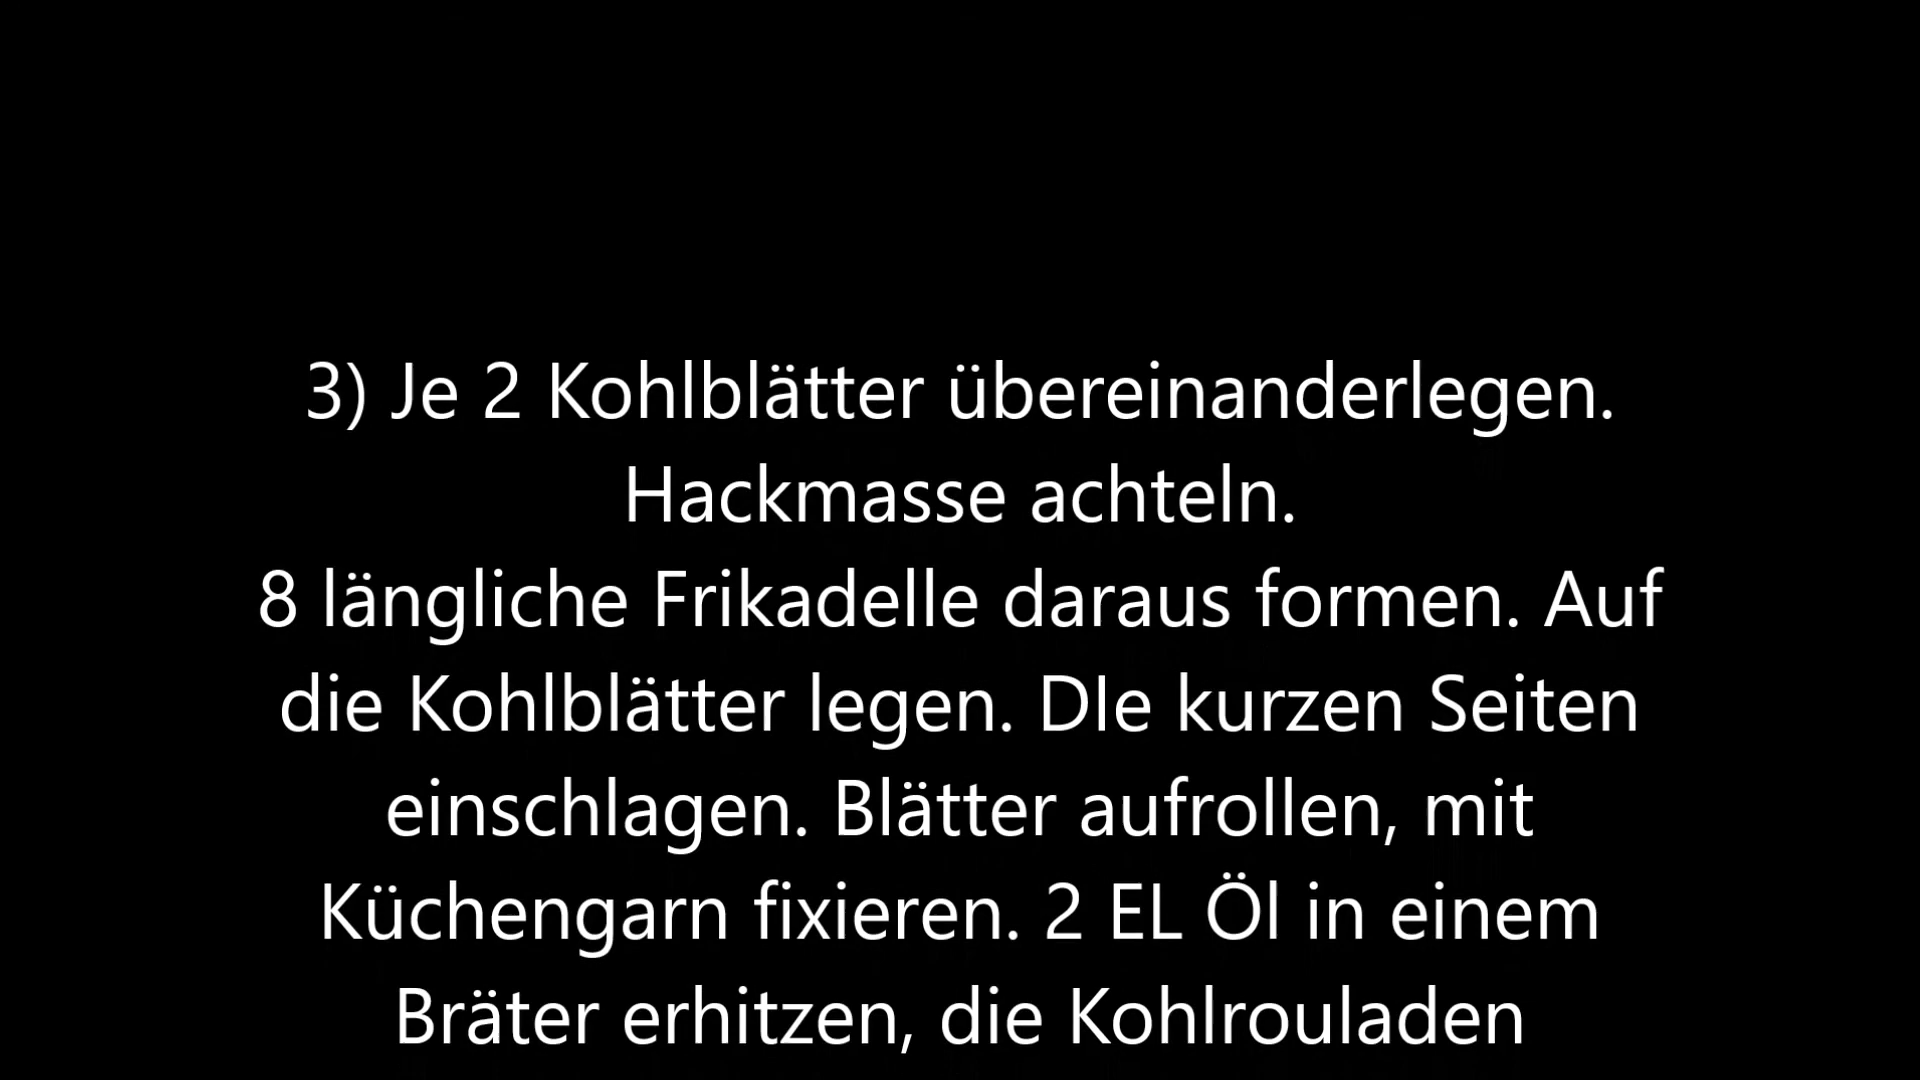 3) Je 2 Kohlblätter übereinanderlegen.
Hackmasse achteln.
8 längliche Frikadelle daraus formen. Auf
die Kohlblätter legen. DIe kurzen Seiten
einschlagen. Blätter aufrollen, mit
Küchengarn fixieren. 2 EL Öl in einem
Bräter erhitzen, die Kohlrouladen